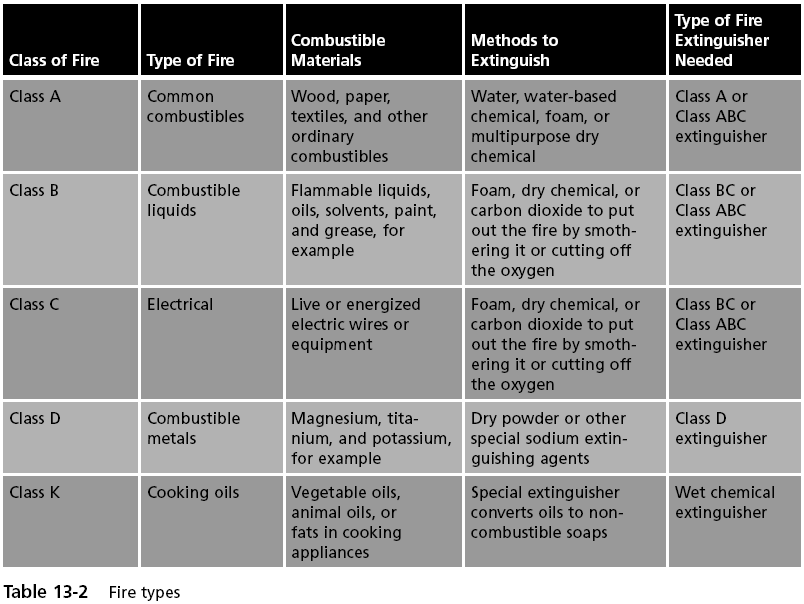 Class of Fire
Type of Fire
Combustible
Materials
Methods to
Extinguish
Type of Fire
Extinguisher
Needed
Class A
Common
combustibles
Wood, paper,
textiles, and other
ordinary
combustibles
Water, water-based
chemical, foam, or
multipurpose dry
chemical
Class A or
Class ABC
extinguisher
Class B
Combustible
liquids
Flammable liquids,
oils, solvents, paint,
and grease, for
example
Foam, dry chemical, or
carbon dioxide to put
out the fire by smoth-
ering it or cutting off
the oxygen
Class BC or
Class ABC
extinguisher
Class C
Electrical
Live or energized
electric wires or
equipment
Foam, dry chemical, or
carbon dioxide to put
out the fire by smoth-
ering it or cutting off
the oxygen
Class BC or
Class ABC
extinguisher
Class D
Combustible
metals
Magnesium, tita-
nium, and potassium,
for example
Dry powder or other
special sodium extin-
guishing agents
Class D
extinguisher
Class K
Cooking oils
Vegetable oils,
animal oils, or
fats in cooking
appliances
Special extinguisher
converts oils to non-
combustible soaps
Wet chemical
extinguisher
Table 13-2 Fire types